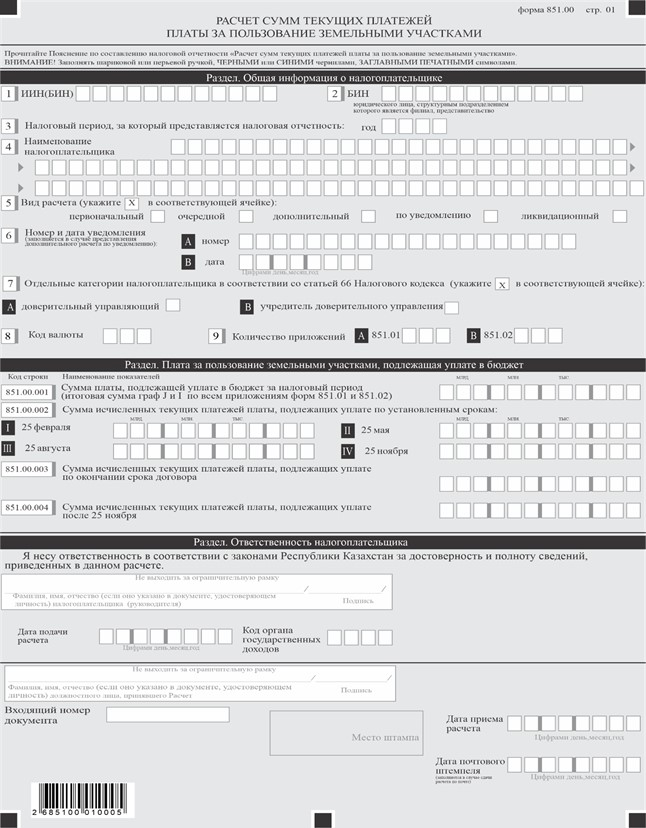 форма 851.00 стр. 01
РАСЧЕТ СУММ ТЕКУЩИХ ПЛАТЕЖЕЙ
ПЛАТЫ ЗА ПОЛЬЗОВАНИЕ ЗЕМЕЛЬНЫМИ УЧАСТКАМИ
Прочтйтайте Пояснение по составлению налоговой отчетности «Расчет сумм текущих платежей платы за пользование земельными участками».
ВНИМАНИЕ! Заполнять шариковой или перьевой ручкой, ЧЕРНЫМИ или СИНИМИ чернилами, ЗАГЛАВНЫМИ ПЕЧАТНЫМИ символами.
Раздел. Общая информация о налогоплательщике
1 ИИН(БИН) 2 БИН
юридического лица, структурным подразделением
которого является филиал, представительство
3 Налоговый период, за который представляется налоговая отчетность: год
4 Наименование
налогоплательщика
5 Вид расчета (укажите X в соответствующей ячейке):
первоначальный очередной дополнительный по уведомлению ликвидационный
6 Номер и дата уведомления
(заполняется в случае представления
дополнительного расчета по уведомлению):
A номер
B дата
Цифрами день,месяц,год
7 Отдельные категории налогоплательщика в соответствии со статьей 66 Налогового кодекса (укажите X в соответствующей ячейке):
A доверительный управляющий B учредитель доверительного управления
8 Код валюты 9 Количество приложений A 851.01 B 851.02
Раздел. Плата за пользование земельными участками, подлежащая уплате в бюджет
Код строки Наименование показателей млрд млн тыс
851.00.001 Сумма платы, подлежащей уплате в бюджет за налоговый период
(итоговая сумма граф J и I по всем приложениям форм 851.01 и 851.02)
851.00.002 Сумма исчисленных текущих платежей платы, подлежащих уплате по установленным срокам:
млрд млн тыс млрд млн тыс
I 25 февраля II 25 мая
III 25 августа IV 25 ноября
851.00.003 Сумма исчисленных текущих платежей платы, подлежащих уплате
по окончании срока договора
851.00.004 Сумма исчисленных текущих платежей платы, подлежащих уплате
после 25 ноября
Раздел. Ответственность налогоплательщика
Я несу ответственность в соответствии с законами Республики Казахстан за достоверность и полноту сведений,
приведенных в данном расчете.
Не выходить за ограничительную рамку
/ /
Фамилия, имя, отчество (если оно указано в документе, удостоверяющем
личность) налогоплательщика (руководителя)
Подпись
Дата подачи
расчета
Цифрами день,месяц,год
Код органа
государственных
доходов
Не выходить за ограничительную рамку
/ /
Фамилия, имя, отчество (если оно указано в документе, удостоверяющем
личность) должностного лица, принявшего Расчет
Подпись
Входящий номер
документа
Место штампа
Дата приема
расчета
Цифрами день,месяц,год
Дата почтового
штемпеля
(заполняется в случае сдачи
расчета по почте)
Цифрами день,месяц,год
2 685100 010005